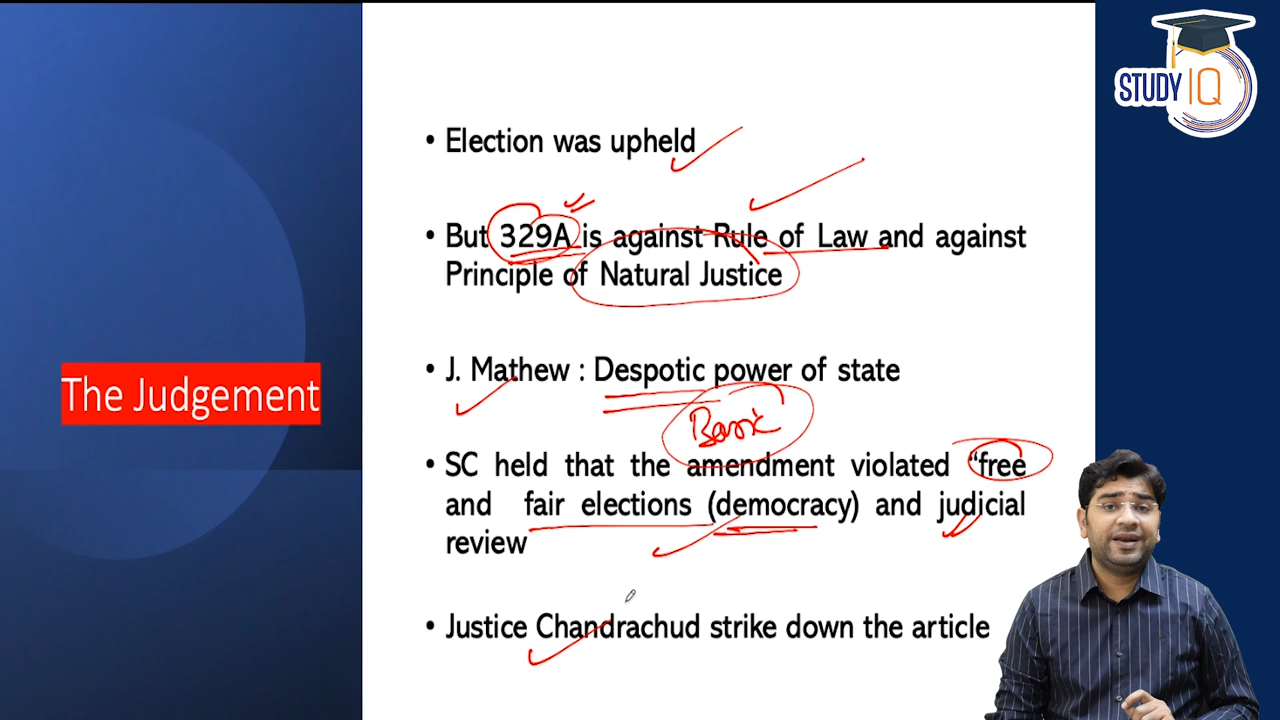 STUDY IQ
• Election was upheld
• But 329A is against Rule of Law and against
Principle of Natural Justice
The Judgement
• J. Mathew : Despotic power of state
Basic
• SC held that the amendment violated “free
and fair elections (democracy) and judicial
review
• Justice Chandrachud strike down the article